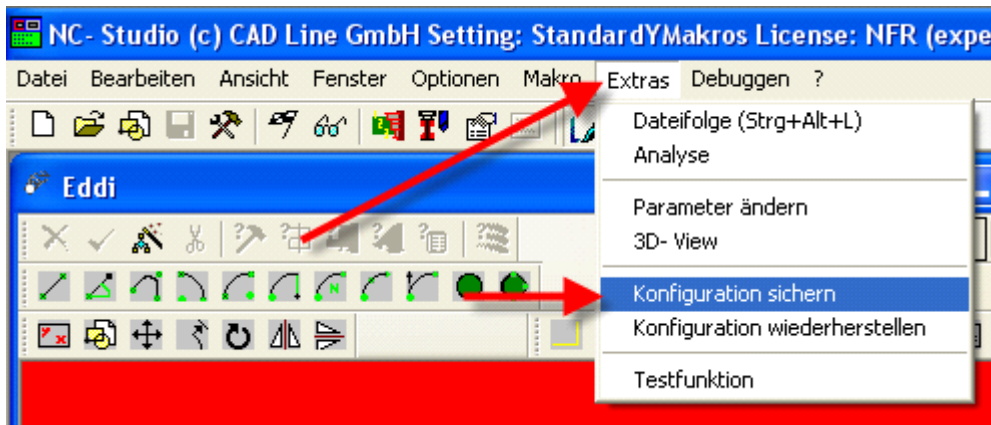 NC- Studio (c) CAD Line GmbH Setting: StandardYMakros License: NFR (expe
Datei Bearbeiten Ansicht Fenster Optionen Makro Extras Debuggen ?
Dateifolge (Strg+Alt+L)
Analyse
Eddi
Parameter ändern
3D- View
Konfiguration sichern
Konfiguration wiederherstellen
Testfunktion